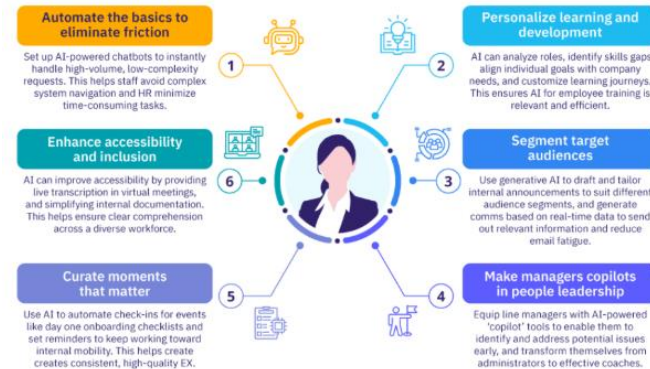 Automate the basics to
eliminate friction
Set up AI-powered chatbots to instantly
handle high-volume, low-complexity
requests. This helps staff avoid complex
system navigation and HR minimize
time-consuming tasks.
1
Personalize learning and
development
AI can analyze roles, identify skills gaps
align individual goals with company
needs, and customize learning journeys.
This ensures AI for employee training is
relevant and efficient.
2
Enhance accessibility
and inclusion
AI can improve accessibility by providing
live transcription in virtual meetings,
and simplifying internal documentation.
This helps ensure clear comprehension
across a diverse workforce.
6
Segment target
audiences
Use generative AI to draft and tailor
internal announcements to suit different
audience segments, and generate
comms based on real-time data to send
out relevant information and reduce
email fatigue.
3
Curate moments
that matter
Use AI to automate check-ins for events
like day one onboarding checklists and
set reminders to keep working toward
internal mobility. This helps create
creates consistent, high-quality EX.
5
Make managers copilots
in people leadership
Equip line managers with AI-powered
‘copilot’ tools to enable them to
identify and address potential issues
early, and transform themselves from
administrators to effective coaches.
4